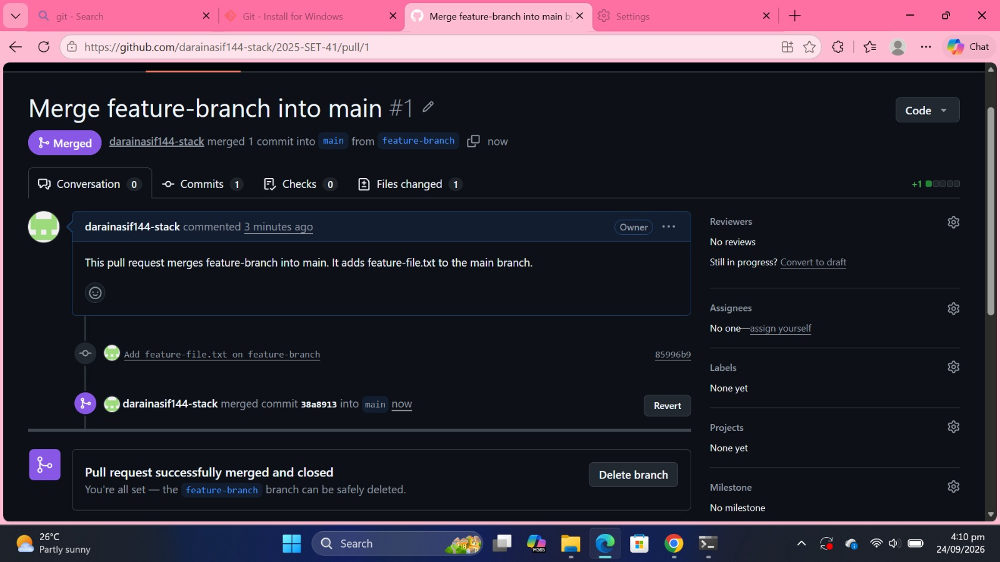 git - Search
Git - Install for Windows
Merge feature-branch into main b
Settings
https://github.com/darainasif144-stack/2025-SET-41/pull/1
Chat
Merge feature-branch into main #1
Code
Merged
darainasif144-stack merged 1 commit into main from feature-branch now
Conversation 0
Commits 1
Checks 0
Files changed 1
+1
darainasif144-stack commented 3 minutes ago
Owner
This pull request merges feature-branch into main. It adds feature-file.txt to the main branch.
Add feature-file.txt on feature-branch
85996b9
darainasif144-stack merged commit 38a8913 into main now
Revert
Pull request successfully merged and closed
You're all set — the feature-branch branch can be safely deleted.
Delete branch
Reviewers
No reviews
Still in progress? Convert to draft
Assignees
No one—assign yourself
Labels
None yet
Projects
None yet
Milestone
No milestone
26°C
Partly sunny
Search
M365
4:10 pm
24/09/2026